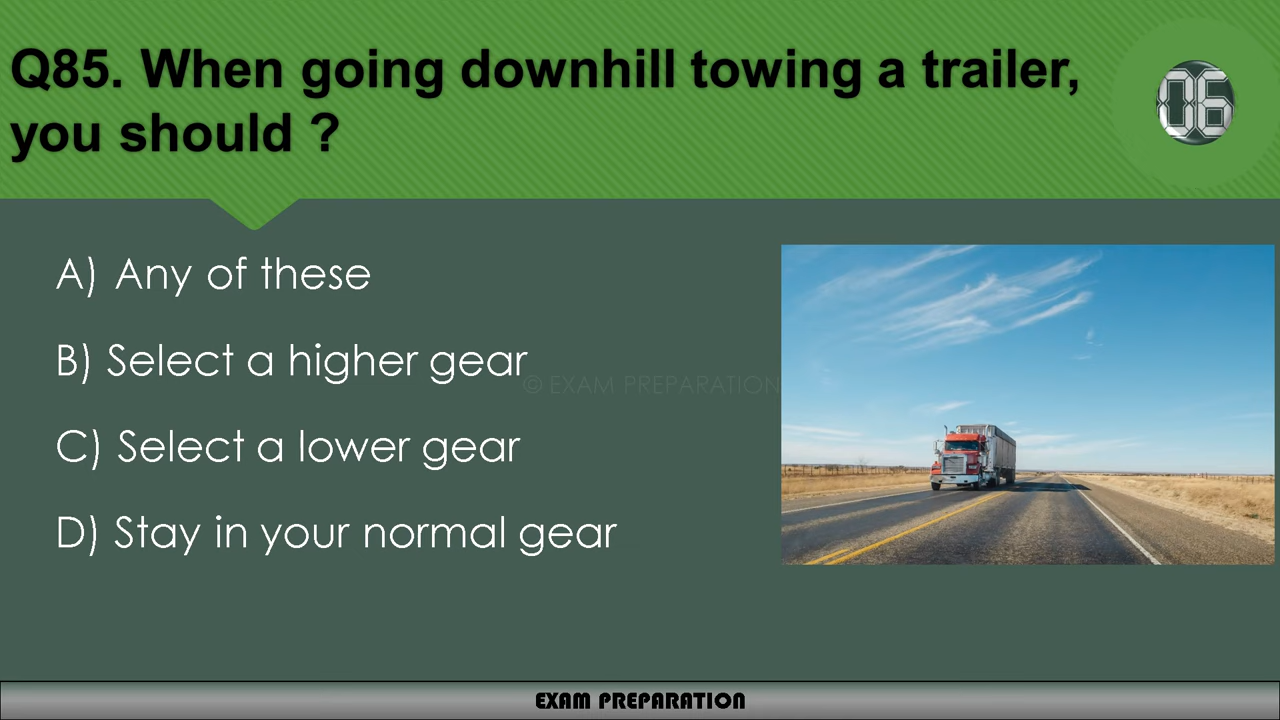 Q85. When going downhill towing a trailer,
you should ?
06
A) Any of these
B) Select a higher gear
© EXAM PREPARATION
C) Select a lower gear
D) Stay in your normal gear
EXAM PREPARATION